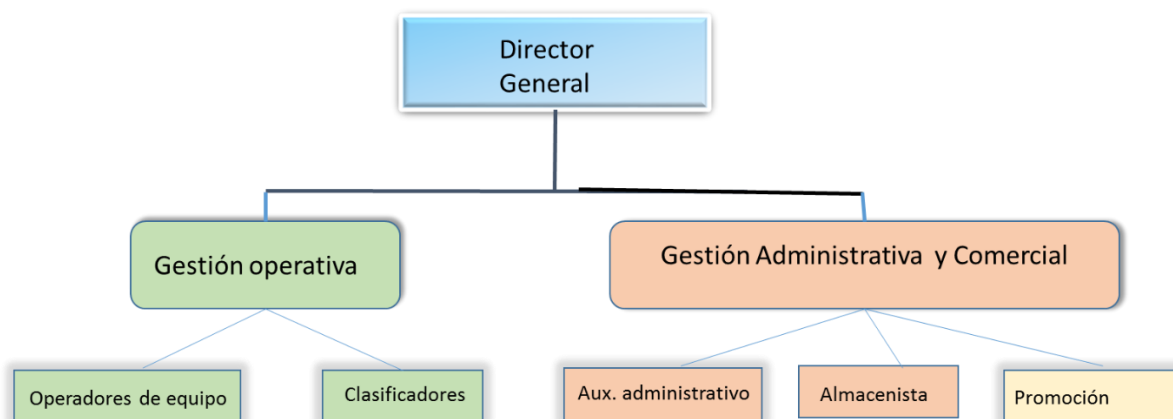 Director
General
Gestión operativa
Gestión Administrativa y Comercial
Operadores de equipo
Clasificadores
Aux. administrativo
Almacenista
Promoción